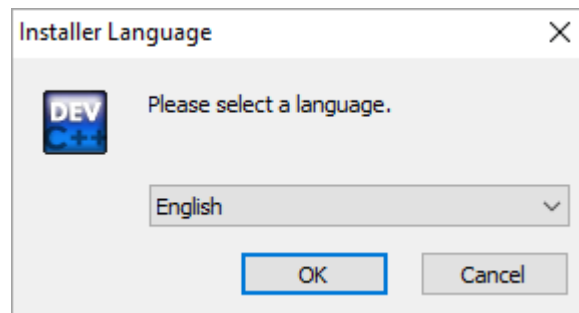 Installer Language
DEV
C++
Please select a language.
English
OK
Cancel